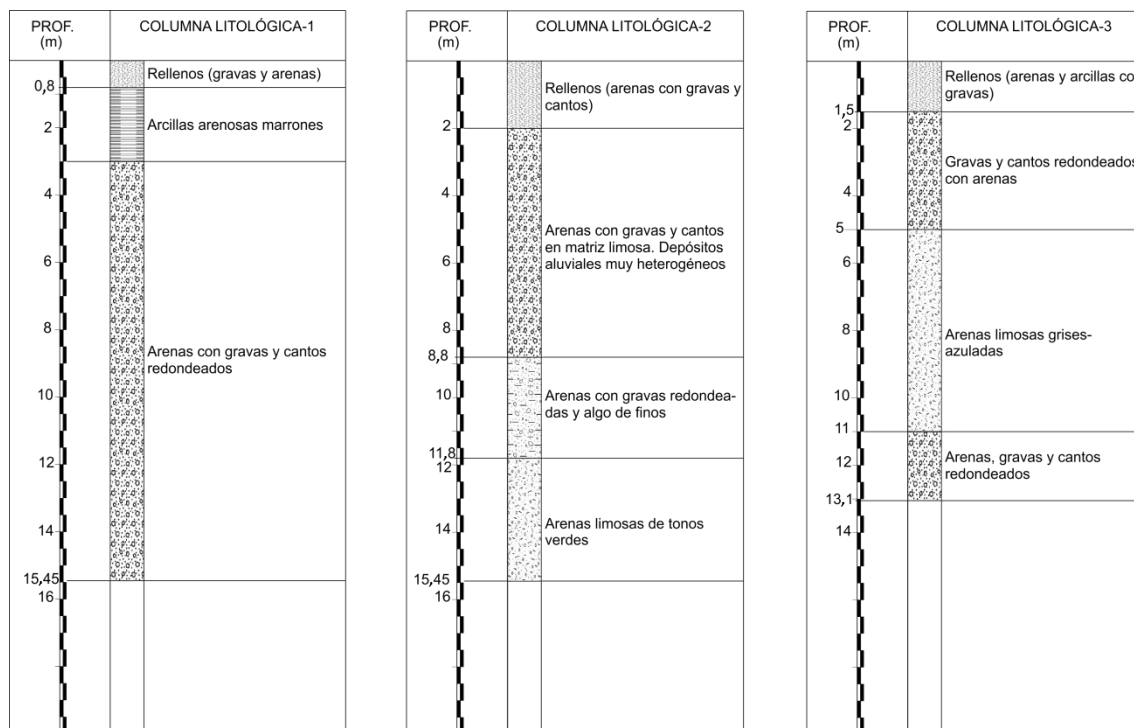 PROF.
(m)
COLUMNA LITOLÓGICA-1
Rellenos (gravas y arenas)
0,8
Arcillas arenosas marrones
2
4
6
8
Arenas con gravas y cantos
redondeados
10
12
14
15,45
16
PROF.
(m)
COLUMNA LITOLÓGICA-2
Rellenos (arenas con gravas y
cantos)
2
4
Arenas con gravas y cantos
en matriz limosa. Depósitos
aluviales muy heterogéneos
6
8
8,8
10
Arenas con gravas redondea-
das y algo de finos
11,8
12
14
Arenas limosas de tonos
verdes
15,45
16
PROF.
(m)
COLUMNA LITOLÓGICA-3
Rellenos (arenas y arcillas co
gravas)
1,5
2
Gravas y cantos redondeados
con arenas
4
5
6
8
Arenas limosas grises-
azuladas
10
11
Arenas, gravas y cantos
redondeados
12
13,1
14